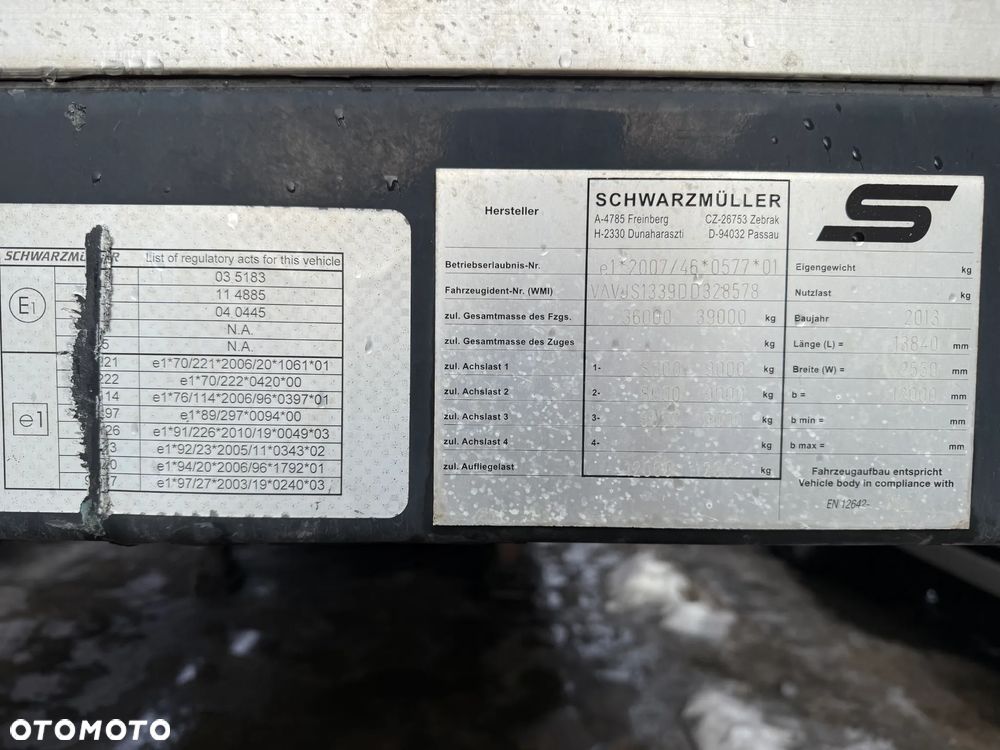 SCHWARZMÜLLER
List of regulatory acts for this vehicle
E1
03 5183
11 4885
04 0445
N.A.
N.A.
e1
e1*70/221*2006/20*1061*01
e1*70/222*0420*00
e1*76/114*2006/96*0397*01
e1*89/297*0094*00
e1*91/226*2010/19*0049*03
e1*92/23*2005/11*0343*02
e1*94/20*2006/96*1792*01
e1*97/27*2003/19*0240*03
Hersteller
SCHWARZMÜLLER
A-4785 Freinberg CZ-26753 Zebrak
H-2330 Dunaharaszti D-94032 Passau
S
Betriebserlaubnis-Nr. e1*2007/46*0577*01
Fahrzeugident-Nr. (WMI) VAVJS1339DD328578
zul. Gesamtmasse des Fzgs. 36000 39000 kg
zul. Gesamtmasse des Zuges kg
zul. Achslast 1 1- kg
zul. Achslast 2 2- kg
zul. Achslast 3 3- kg
zul. Achslast 4 4- kg
zul. Aufliegelast kg
Eigengewicht kg
Nutzlast kg
Baujahr 2013
Länge (L) = 13840 mm
Breite (W) = mm
b = mm
b min = mm
b max = mm
Fahrzeugaufbau entspricht
Vehicle body in compliance with
EN 12642-
OTOMOTO